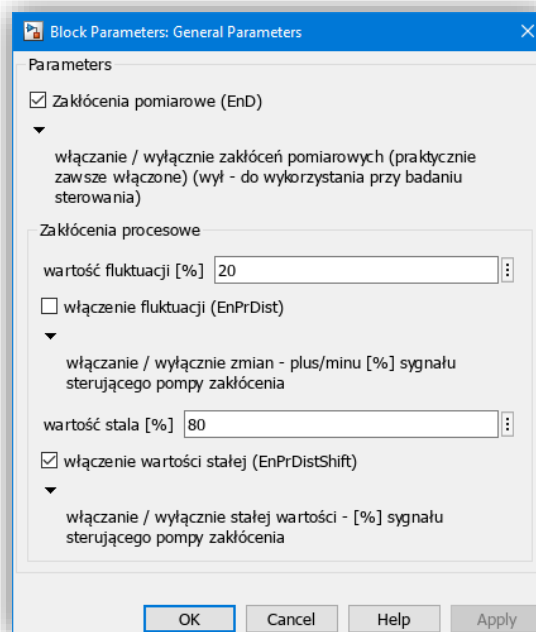 Block Parameters: General Parameters
Parameters
Zakłócenia pomiarowe (EnD)
włączanie / wyłącznie zakłóceń pomiarowych (praktycznie
zawsze włączone) (wył - do wykorzystania przy badaniu
sterowania)
Zakłócenia procesowe
wartość fluktuacji [%] 20
włączenie fluktuacji (EnPrDist)
włączanie / wyłącznie zmian - plus/minu [%] sygnału
sterującego pompy zakłócenia
wartość stala [%] 80
włączenie wartości stałej (EnPrDistShift)
włączanie / wyłącznie stałej wartości - [%] sygnału
sterującego pompy zakłócenia
OK Cancel Help Apply